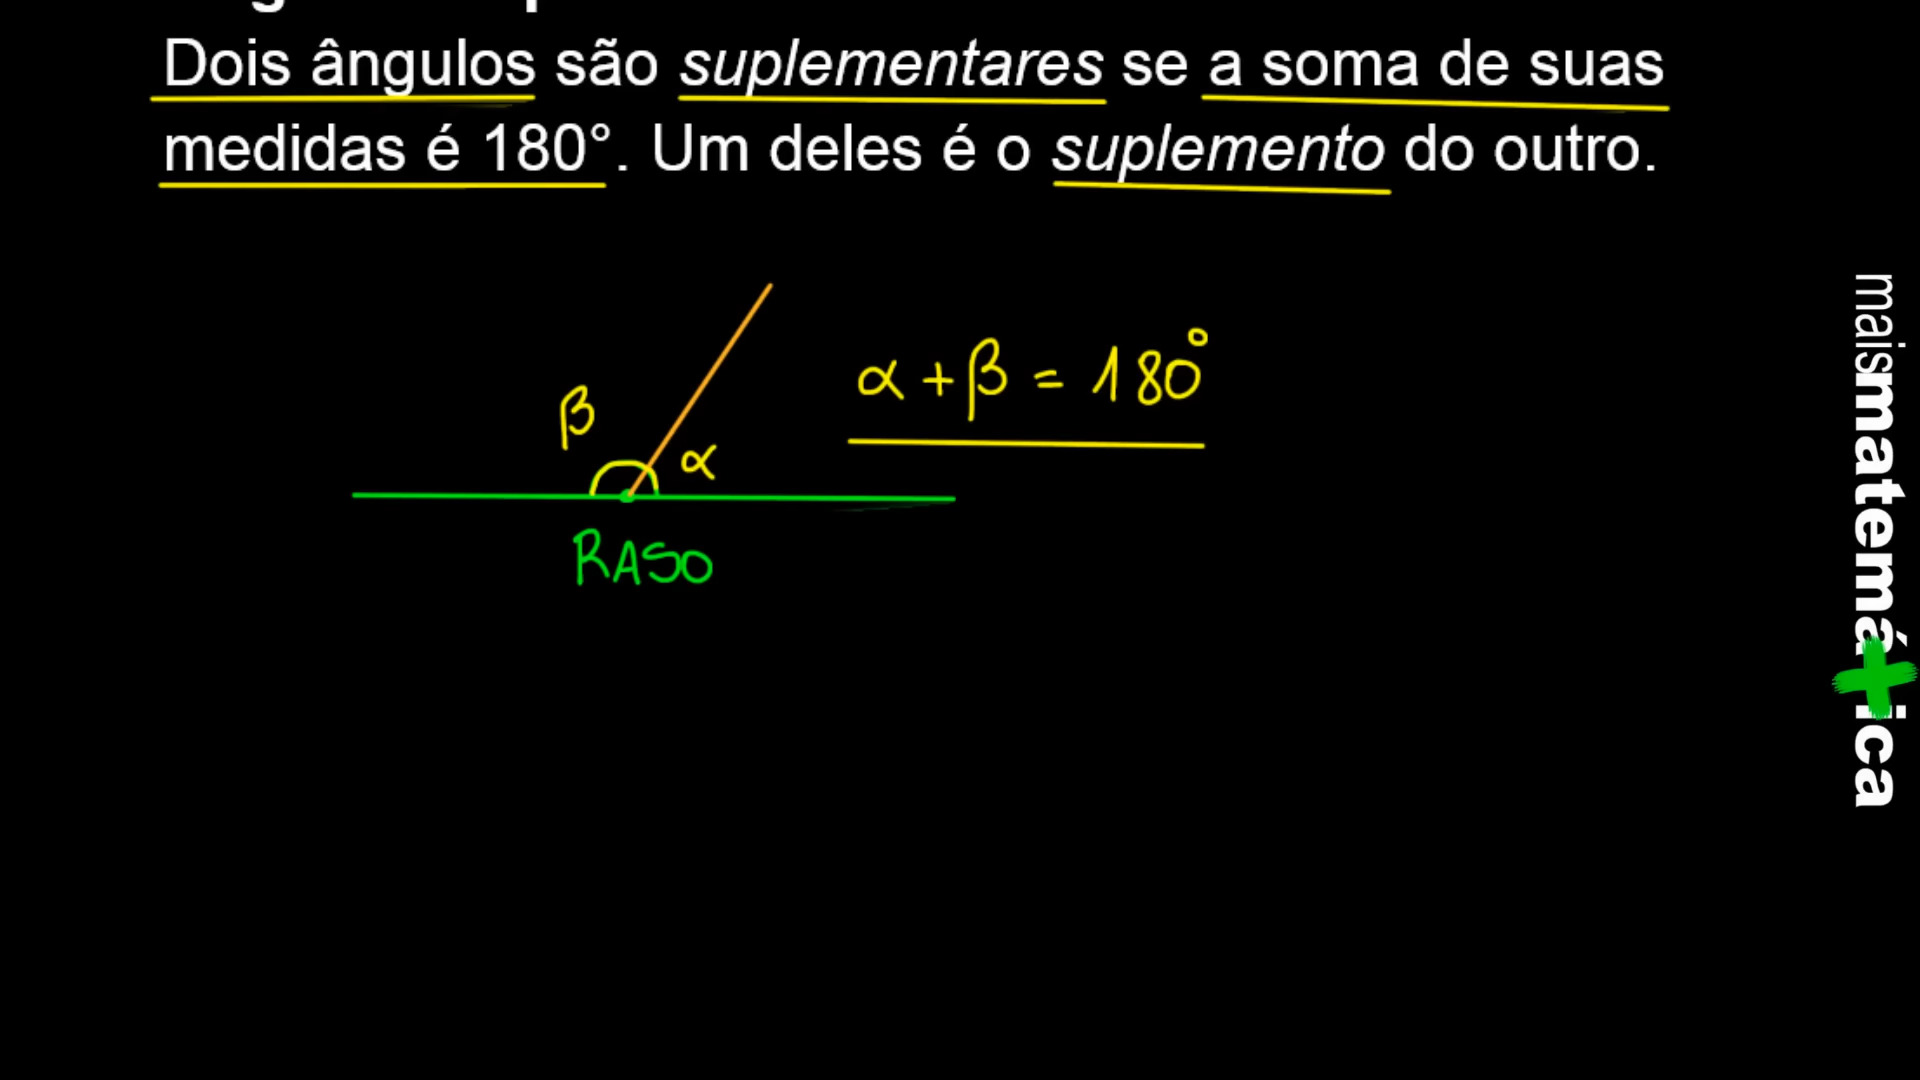 Dois ângulos são suplementares se a soma de suas
medidas é 180°. Um deles é o suplemento do outro.
α + β = 180°
β
α
RASO
maismatemática